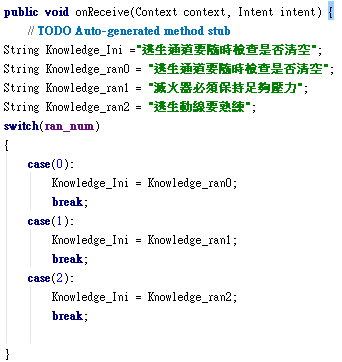 public void onReceive(Context context, Intent intent) {
// TODO Auto-generated method stub
String Knowledge_Ini ="逃生通道要隨時檢查是否清空";
String Knowledge_ran0 = "逃生通道要隨時檢查是否清空";
String Knowledge_ran1 = "滅火器必須保持足夠壓力";
String Knowledge_ran2 = "逃生動線要熟練";
switch(ran_num)
{
case(0):
Knowledge_Ini = Knowledge_ran0;
break;
case(1):
Knowledge_Ini = Knowledge_ran1;
break;
case(2):
Knowledge_Ini = Knowledge_ran2;
break;
}